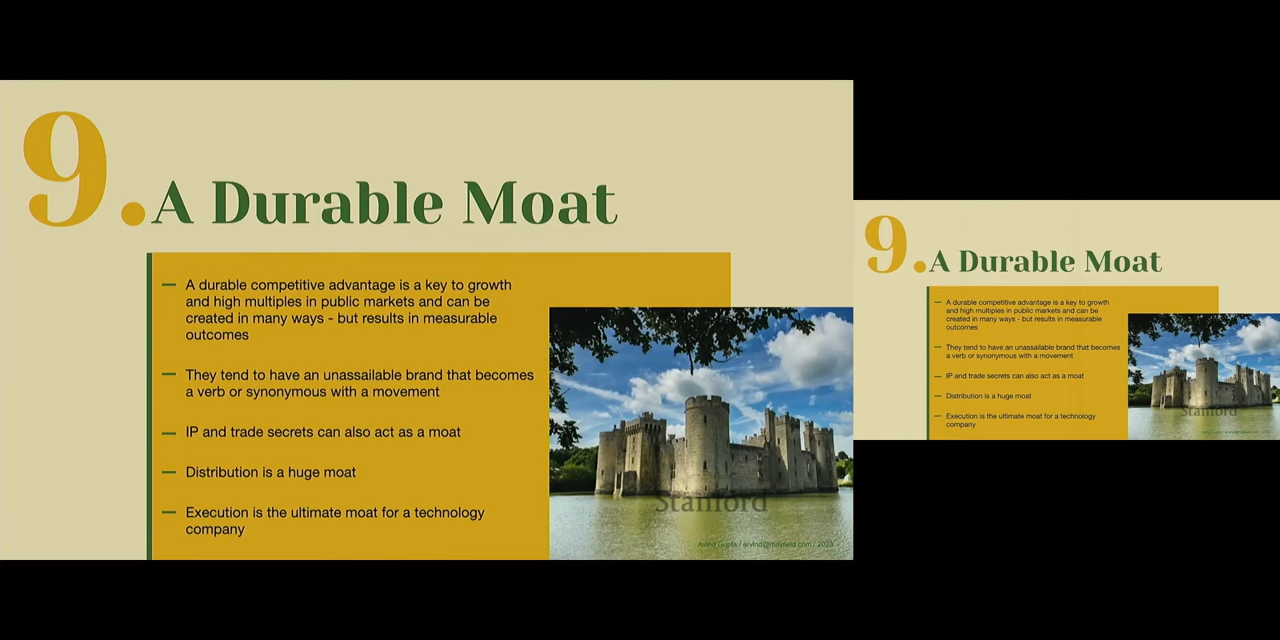 9. A Durable Moat
— A durable competitive advantage is a key to growth
and high multiples in public markets and can be
created in many ways - but results in measurable
outcomes
— They tend to have an unassailable brand that becomes
a verb or synonymous with a movement
— IP and trade secrets can also act as a moat
— Distribution is a huge moat
— Execution is the ultimate moat for a technology
company
Stanford
Arvind Gupta / arvind@mayfield.com / 2023
9. A Durable Moat
— A durable competitive advantage is a key to growth
and high multiples in public markets and can be
created in many ways - but results in measurable
outcomes
— They tend to have an unassailable brand that becomes
a verb or synonymous with a movement
— IP and trade secrets can also act as a moat
— Distribution is a huge moat
— Execution is the ultimate moat for a technology
company
Stanford